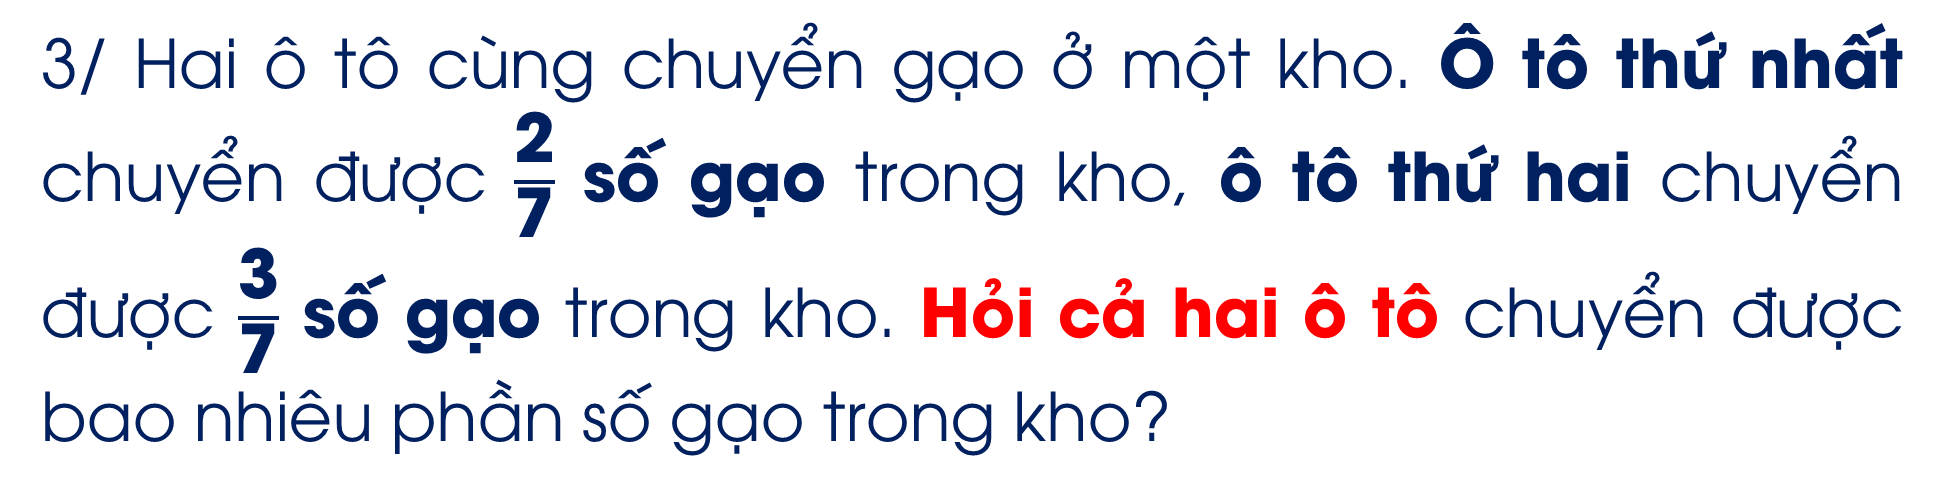 3/ Hai ô tô cùng chuyển gạo ở một kho. Ô tô thứ nhất
chuyển được 2/7 số gạo trong kho, ô tô thứ hai chuyển
được 3/7 số gạo trong kho. Hỏi cả hai ô tô chuyển được
bao nhiêu phần số gạo trong kho?